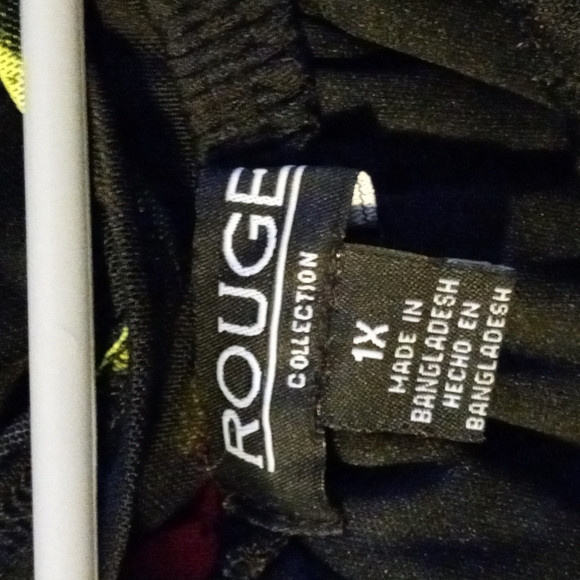 ROUGE
COLLECTION
1X
MADE IN
BANGLADESH
HECHO EN
BANGLADESH